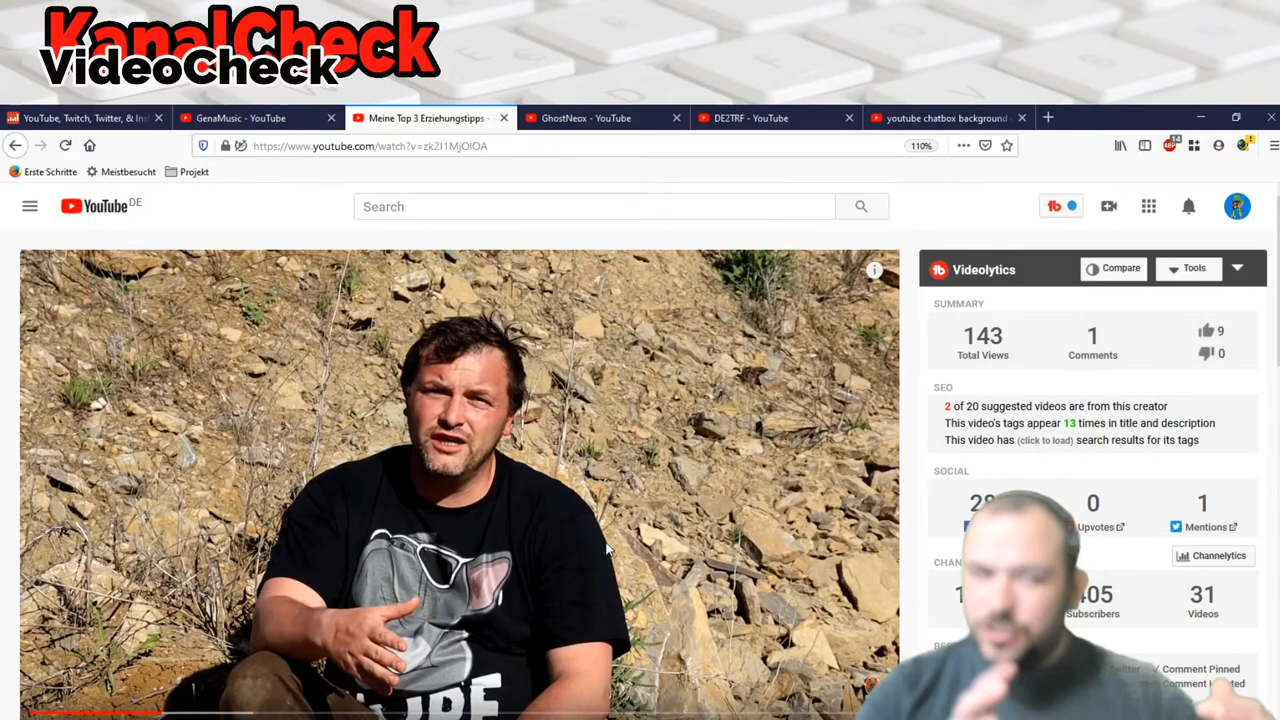 KanalCheck
VideoCheck
YouTube, Twitch, Twitter, & Inst
GenaMusic - YouTube
Meine Top 3 Erziehungstipps -
GhostNeox - YouTube
DE2TRF - YouTube
youtube chatbox background
https://www.youtube.com/watch?v=zk2I1MjOlOA
110%
14
Erste Schritte
Meistbesucht
Projekt
YouTube DE
Search
tb
tb Videolytics
Compare
Tools
SUMMARY
143
1
9
Total Views
Comments
0
SEO
2 of 20 suggested videos are from this creator
This video's tags appear 13 times in title and description
This video has (click to load) search results for its tags
SOCIAL
0
1
Upvotes
Mentions
Channelytics
31
Subscribers
Videos
Comment Pinned
Comment